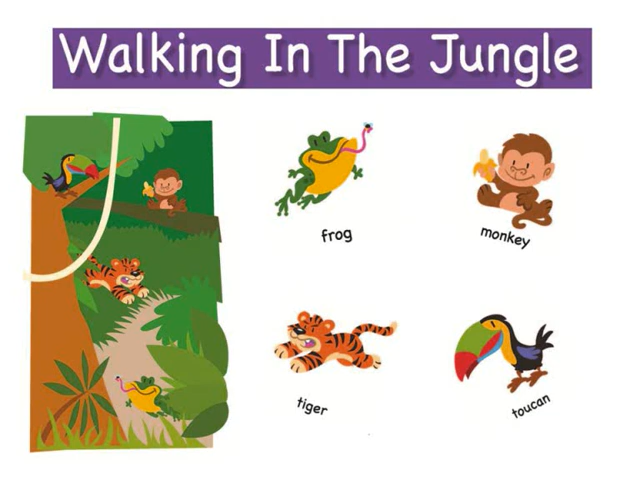 Walking In The Jungle
frog
monkey
tiger
toucan